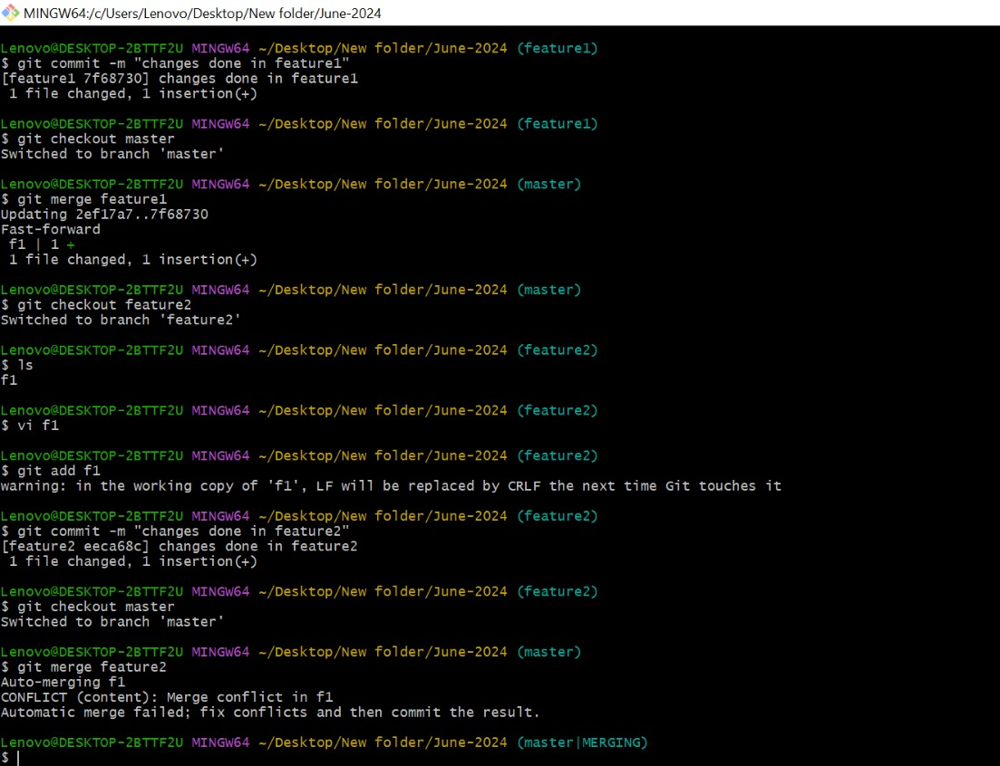 MINGW64:/c/Users/Lenovo/Desktop/New folder/June-2024
Lenovo@DESKTOP-2BTTF2U MINGW64 ~/Desktop/New folder/June-2024 (feature1)
$ git commit -m "changes done in feature1"
[feature1 7f68730] changes done in feature1
 1 file changed, 1 insertion(+)
Lenovo@DESKTOP-2BTTF2U MINGW64 ~/Desktop/New folder/June-2024 (feature1)
$ git checkout master
Switched to branch 'master'
Lenovo@DESKTOP-2BTTF2U MINGW64 ~/Desktop/New folder/June-2024 (master)
$ git merge feature1
Updating 2ef17a7..7f68730
Fast-forward
 f1 | 1 +
 1 file changed, 1 insertion(+)
Lenovo@DESKTOP-2BTTF2U MINGW64 ~/Desktop/New folder/June-2024 (master)
$ git checkout feature2
Switched to branch 'feature2'
Lenovo@DESKTOP-2BTTF2U MINGW64 ~/Desktop/New folder/June-2024 (feature2)
$ ls
f1
Lenovo@DESKTOP-2BTTF2U MINGW64 ~/Desktop/New folder/June-2024 (feature2)
$ vi f1
Lenovo@DESKTOP-2BTTF2U MINGW64 ~/Desktop/New folder/June-2024 (feature2)
$ git add f1
warning: in the working copy of 'f1', LF will be replaced by CRLF the next time Git touches it
Lenovo@DESKTOP-2BTTF2U MINGW64 ~/Desktop/New folder/June-2024 (feature2)
$ git commit -m "changes done in feature2"
[feature2 eeca68c] changes done in feature2
 1 file changed, 1 insertion(+)
Lenovo@DESKTOP-2BTTF2U MINGW64 ~/Desktop/New folder/June-2024 (feature2)
$ git checkout master
Switched to branch 'master'
Lenovo@DESKTOP-2BTTF2U MINGW64 ~/Desktop/New folder/June-2024 (master)
$ git merge feature2
Auto-merging f1
CONFLICT (content): Merge conflict in f1
Automatic merge failed; fix conflicts and then commit the result.
Lenovo@DESKTOP-2BTTF2U MINGW64 ~/Desktop/New folder/June-2024 (master|MERGING)
$